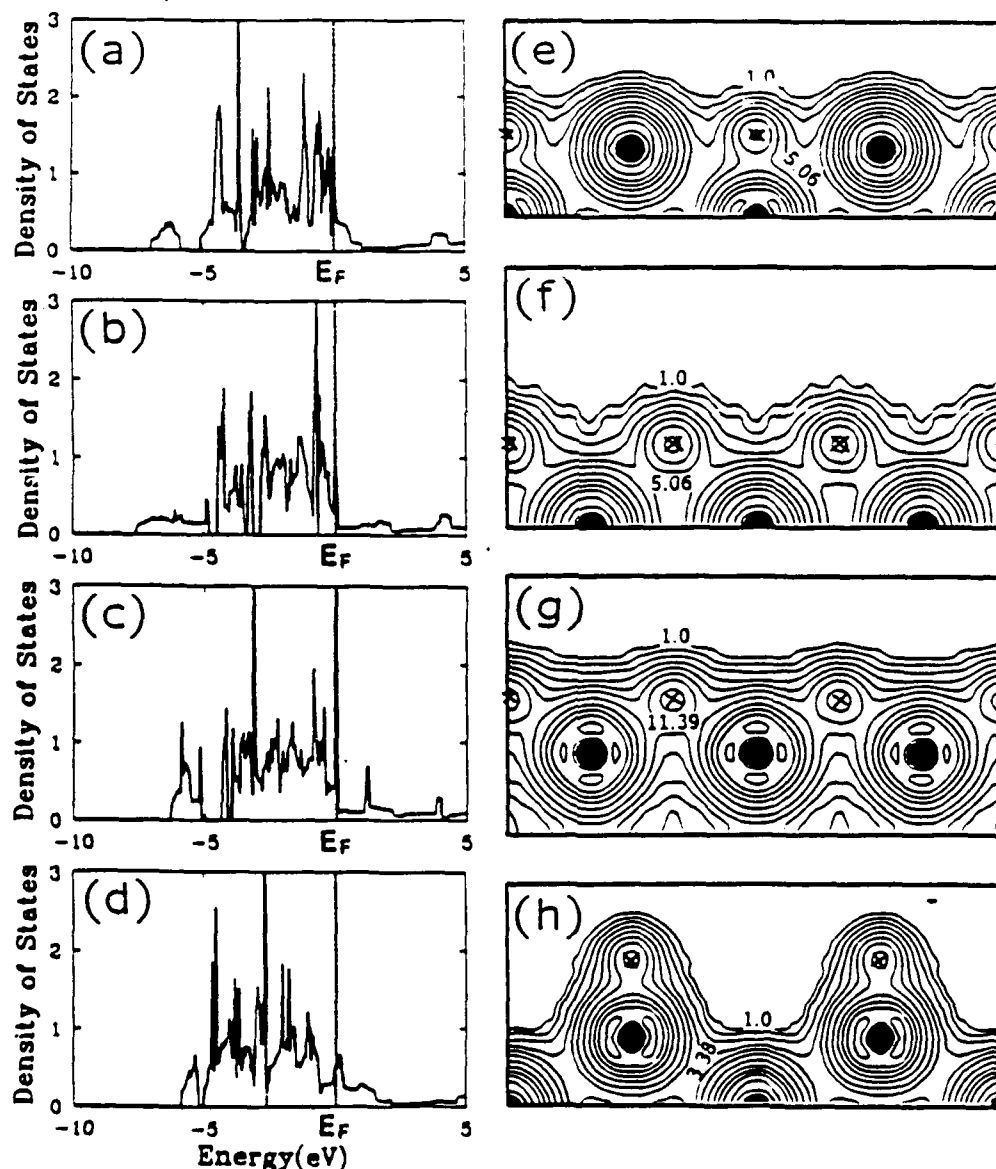 (a)
Density of States
3
2
1
0
-10
-5
E_F
5
(e)
1.0
5.06
(b)
Density of States
3
2
1
0
-10
-5
E_F
5
(f)
1.0
5.06
(c)
Density of States
3
2
1
0
-10
-5
E_F
5
(g)
1.0
11.39
(d)
Density of States
3
2
1
0
-10
-5
E_F
5
Energy(eV)
(h)
1.0
3.38